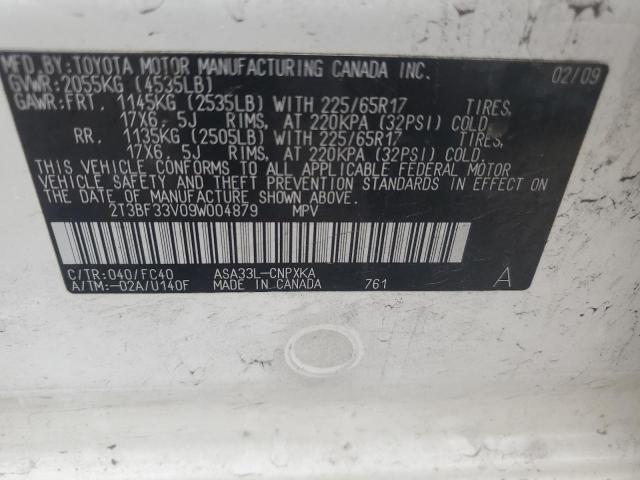 MFD.BY:TOYOTA MOTOR MANUFACTURING CANADA INC. 02/09
GVWR:2055KG (4535LB)
GAWR:FRT. 1145KG (2535LB) WITH 225/65R17 TIRES,
17X6.5J RIMS, AT 220KPA (32PSI) COLD.
RR. 1135KG (2505LB) WITH 225/65R17 TIRES,
17X6.5J RIMS, AT 220KPA (32PSI) COLD.
THIS VEHICLE CONFORMS TO ALL APPLICABLE FEDERAL MOTOR
VEHICLE SAFETY AND THEFT PREVENTION STANDARDS IN EFFECT ON
THE DATE OF MANUFACTURE SHOWN ABOVE.
2T3BF33V09W004879 MPV
C/TR:040/FC40 ASA33L-CNPXKA
A/TM:-02A/U140F MADE IN CANADA 761 A